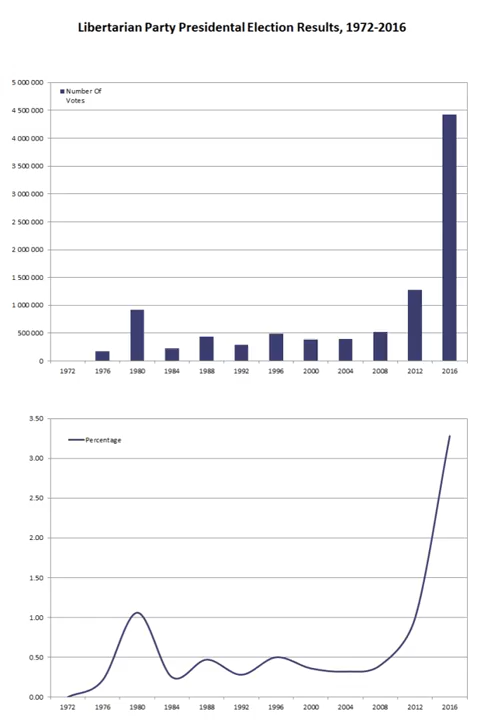 Libertarian Party Presidential Election Results, 1972-2016
5 000 000
4 500 000
4 000 000
3 500 000
3 000 000
2 500 000
2 000 000
1 500 000
1 000 000
500 000
0
Number Of
Votes
1972 1976 1980 1984 1988 1992 1996 2000 2004 2008 2012 2016
3.50
3.00
2.50
2.00
1.50
1.00
0.50
0.00
Percentage
1972 1976 1980 1984 1988 1992 1996 2000 2004 2008 2012 2016